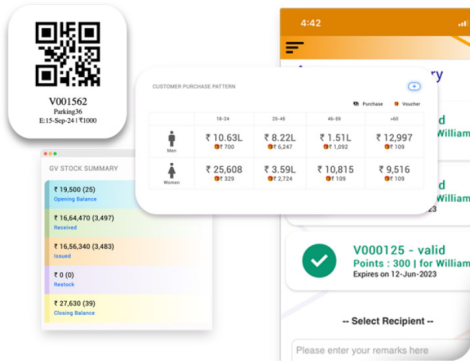 V001562
Parking36
E:15-Sep-24 | ₹1000
CUSTOMER PURCHASE PATTERN
Purchase Voucher
18-24 25-45 46-59 >60
Men
₹ 10.63L ₹ 8.22L ₹ 1.51L ₹ 12,997
₹ 700 ₹ 6,247 ₹ 1,092 ₹ 109
Women
₹ 25,608 ₹ 3.59L ₹ 10,815 ₹ 9,516
₹ 329 ₹ 2,724 ₹ 109 ₹ 109
GV STOCK SUMMARY
₹ 19,500 (25)
Opening Balance
₹ 16,64,470 (3,497)
Received
₹ 16,56,340 (3,483)
Issued
₹ 0 (0)
Restock
₹ 27,630 (39)
Closing Balance
4:42
William
William
V000125 - valid
Points : 300 | for William
Expires on 12-Jun-2023
-- Select Recipient --
Please enter your remarks here